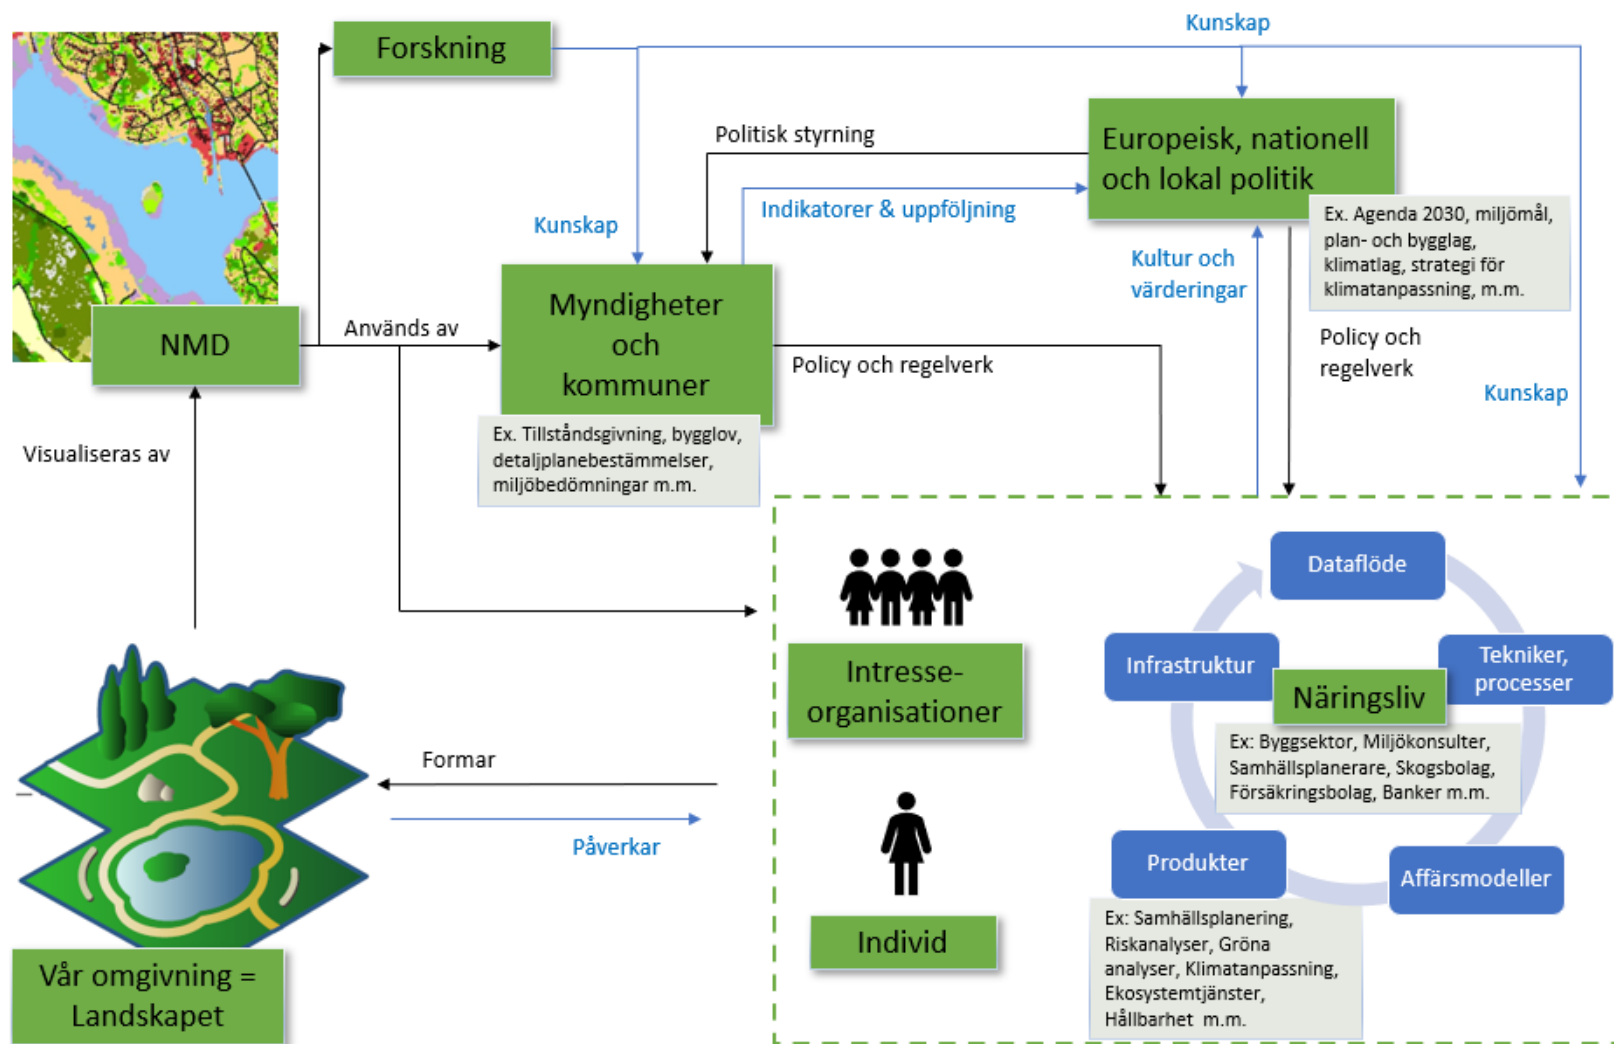 Kunskap
Forskning
Europeisk, nationell
och lokal politik
Politisk styrning
Indikatorer & uppföljning
Kunskap
Ex. Agenda 2030, miljömål,
plan- och bygglag,
klimatlag, strategi för
klimatanpassning, m.m.
Kultur och
värderingar
Myndigheter
och
kommuner
NMD
Används av
Policy och regelverk
Policy och
regelverk
Kunskap
Ex. Tillståndsgivning, bygglov,
detaljplanebestämmelser,
miljöbedömningar m.m.
Visualiseras av
Dataflöde
Infrastruktur
Tekniker,
processer
Intresse-
organisationer
Näringsliv
Ex: Byggsektor, Miljökonsulter,
Samhällsplanerare, Skogsbolag,
Försäkringsbolag, Banker m.m.
Formar
Påverkar
Produkter
Affärsmodeller
Ex: Samhällsplanering,
Riskanalyser, Gröna
analyser, Klimatanpassning,
Ekosystemtjänster,
Hållbarhet  m.m.
Individ
Vår omgivning =
Landskapet